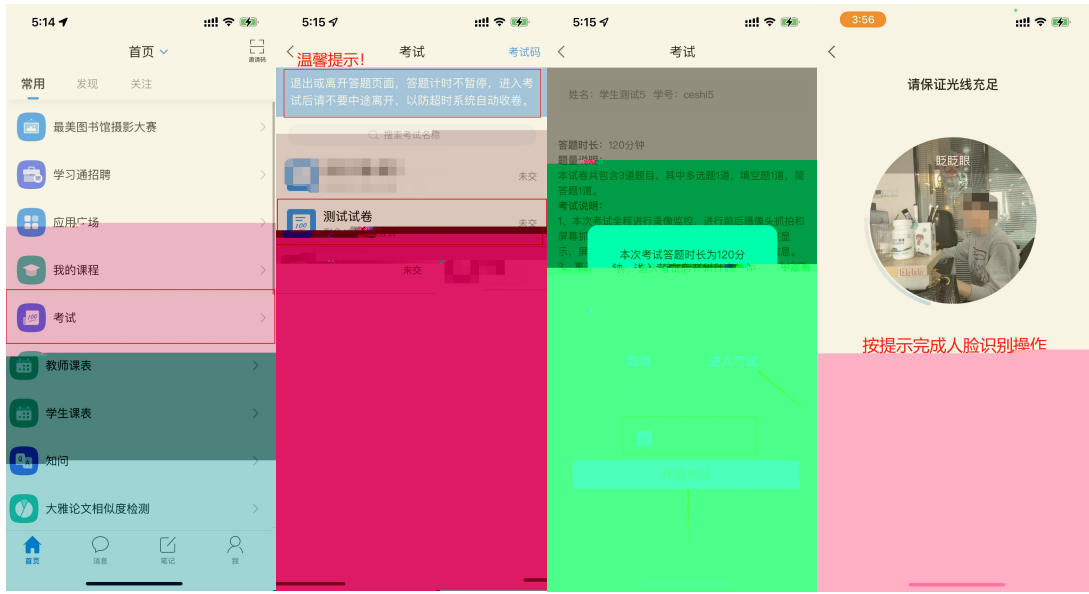 5:14
首页
邀请码
常用 发现 关注
最美图书馆摄影大赛
学习通招聘
应用广场
我的课程
考试
教师课表
学生课表
知问
大雅论文相似度检测
首页 消息 笔记 我
5:15
考试 考试码
温馨提示!
退出或离开答题页面,答题计时不暂停,进入考
试后请不要中途离开,以防超时系统自动收卷。
搜索考试名称
未交
测试试卷
未交
未交
5:15
考试
姓名:学生测试5 学号:ceshi5
答题时长:120分钟
题量说明:
本试卷共包含3道题目,其中多选题1道,填空题1道,简
答题1道。
考试说明:
1、本次考试全程进行录像监控,进行前后摄像头抓拍和
屏幕抓
本次考试答题时长为120分
进入考试
3:56
请保证光线充足
眨眨眼
按提示完成人脸识别操作